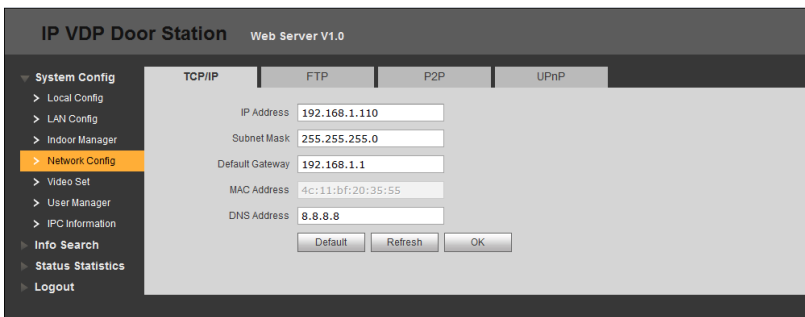 IP VDP Door Station Web Server V1.0
System Config
> Local Config
> LAN Config
> Indoor Manager
> Network Config
> Video Set
> User Manager
> IPC Information
Info Search
Status Statistics
Logout
TCP/IP FTP P2P UPnP
IP Address 192.168.1.110
Subnet Mask 255.255.255.0
Default Gateway 192.168.1.1
MAC Address 4c:11:bf:20:35:55
DNS Address 8.8.8.8
Default Refresh OK